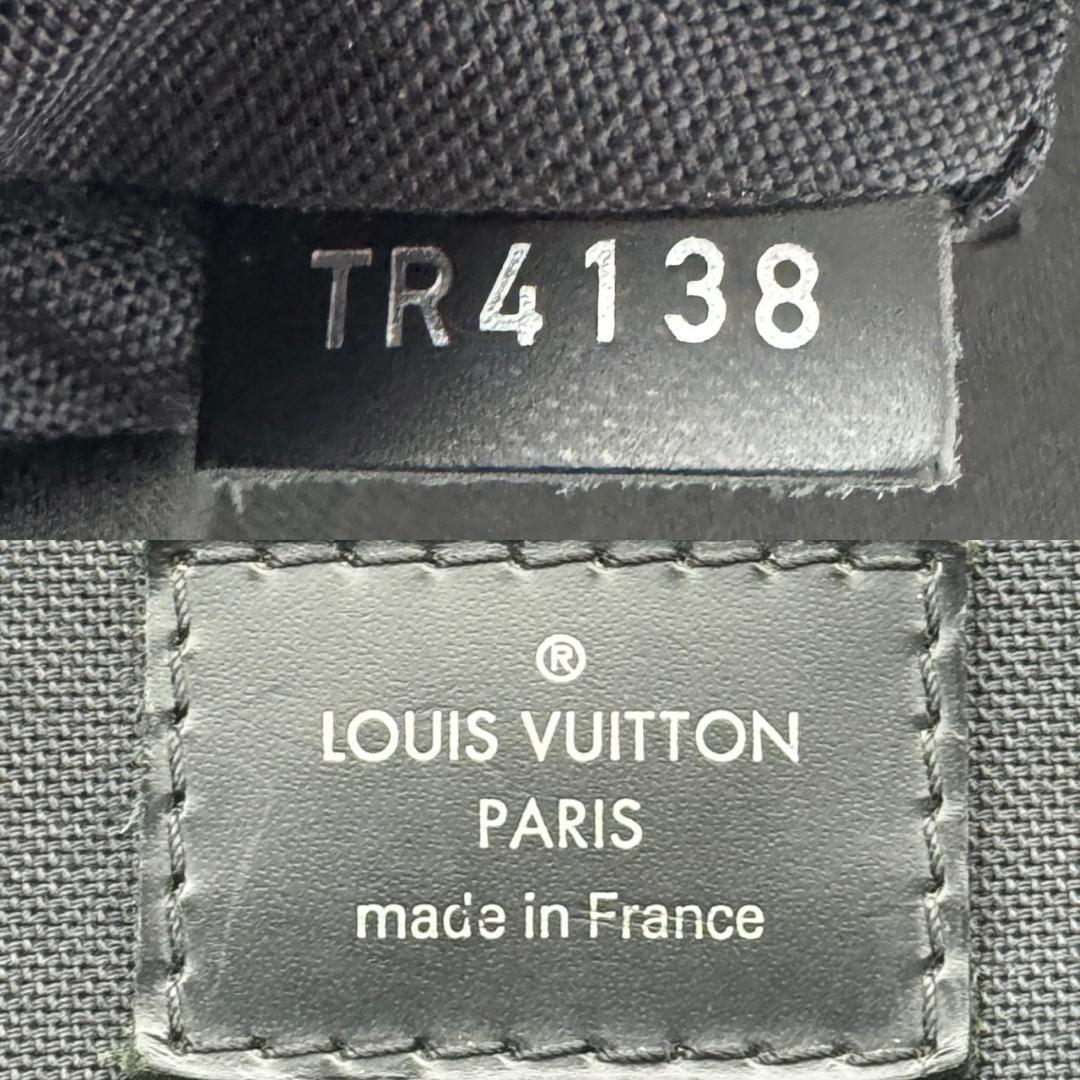 TR4138
®
LOUIS VUITTON
PARIS
made in France